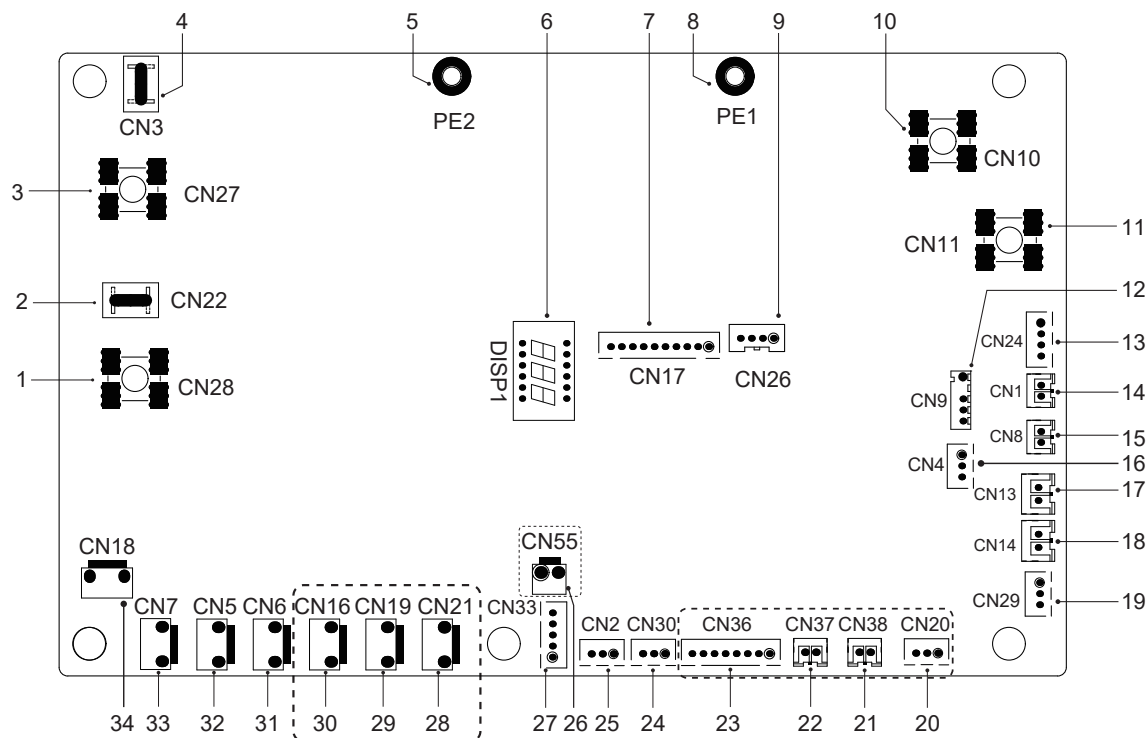 4 5 6 7 8 9 10
CN3 PE2 PE1 CN10
3 CN27
CN11 11
2 CN22
12
DISP1 CN17 CN26
CN24 13
1 CN28
CN9 CN1 14
CN8 15
CN4 16
CN13 17
CN14 18
CN18 CN55
CN29 19
CN7 CN5 CN6 CN16 CN19 CN21 CN33 CN2 CN30 CN36 CN37 CN38 CN20
34 33 32 31 30 29 28 27 26 25 24 23 22 21 20